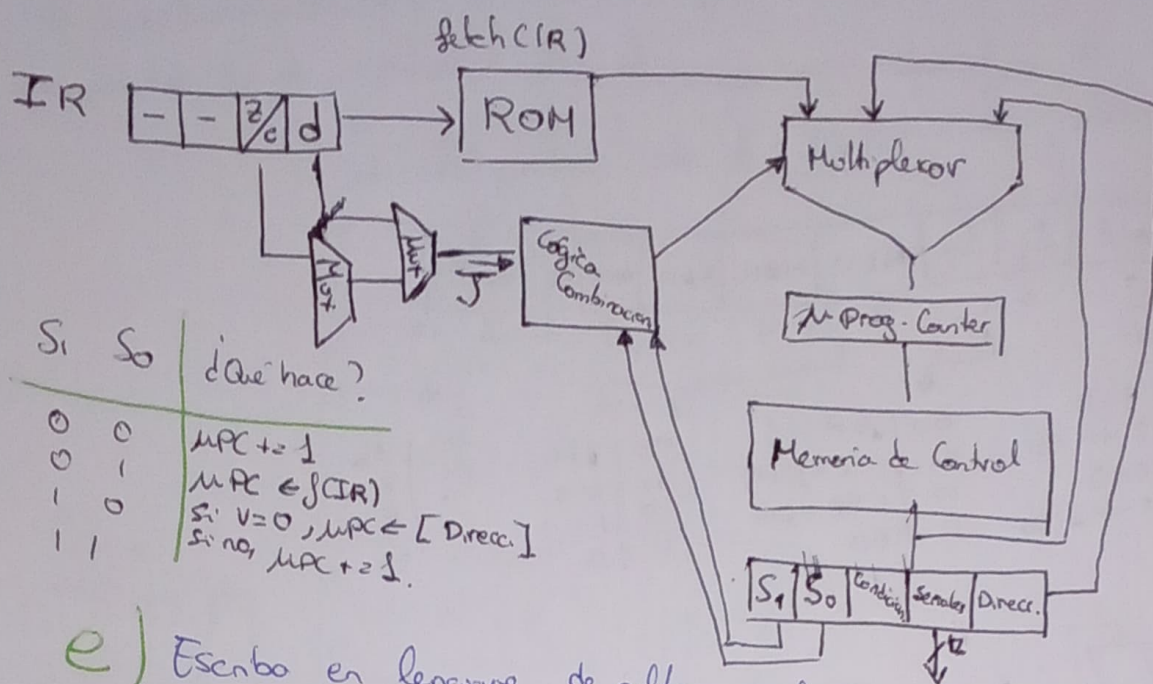 fetch(IR)
IR
- - z/c d
ROM
Multiplexor
Mux
Mux
Lógica
Combinacion
μ Prog. Counter
Memoria de Control
S1 S0 Condición Señales Direcc.
S1 S0 ¿Qué hace?
0 0 μPC += 1
0 1 μPC ← f(IR)
1 0 Si V=0, μPC ← [Direcc.]
1 1 Si no, μPC += 1.
e) Escribo en